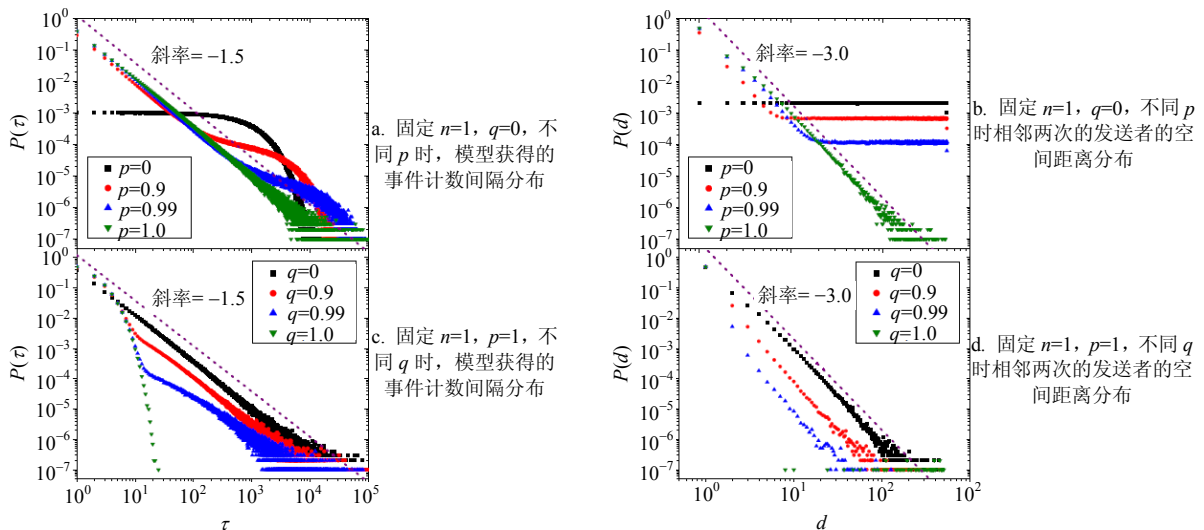 10^0
10^-1
10^-2
10^-3
10^-4
10^-5
10^-6
10^-7
P(τ)
斜率= −1.5
p=0
p=0.9
p=0.99
p=1.0
a. 固定 n=1，q=0，不
同 p 时，模型获得的
事件计数间隔分布
10^0
10^-1
10^-2
10^-3
10^-4
10^-5
10^-6
10^-7
P(d)
斜率= −3.0
p=0
p=0.9
p=0.99
p=1.0
b. 固定 n=1，q=0，不同 p
时相邻两次的发送者的空
间距离分布
10^0
10^-1
10^-2
10^-3
10^-4
10^-5
10^-6
10^-7
P(τ)
斜率= −1.5
q=0
q=0.9
q=0.99
q=1.0
c. 固定 n=1，p=1，不
同 q 时，模型获得的
事件计数间隔分布
10^0 10^1 10^2 10^3 10^4 10^5
τ
10^0
10^-1
10^-2
10^-3
10^-4
10^-5
10^-6
10^-7
P(d)
斜率= −3.0
q=0
q=0.9
q=0.99
q=1.0
d. 固定 n=1，p=1，不同 q
时相邻两次的发送者的空
间距离分布
10^0 10^1 10^2 10^3
d